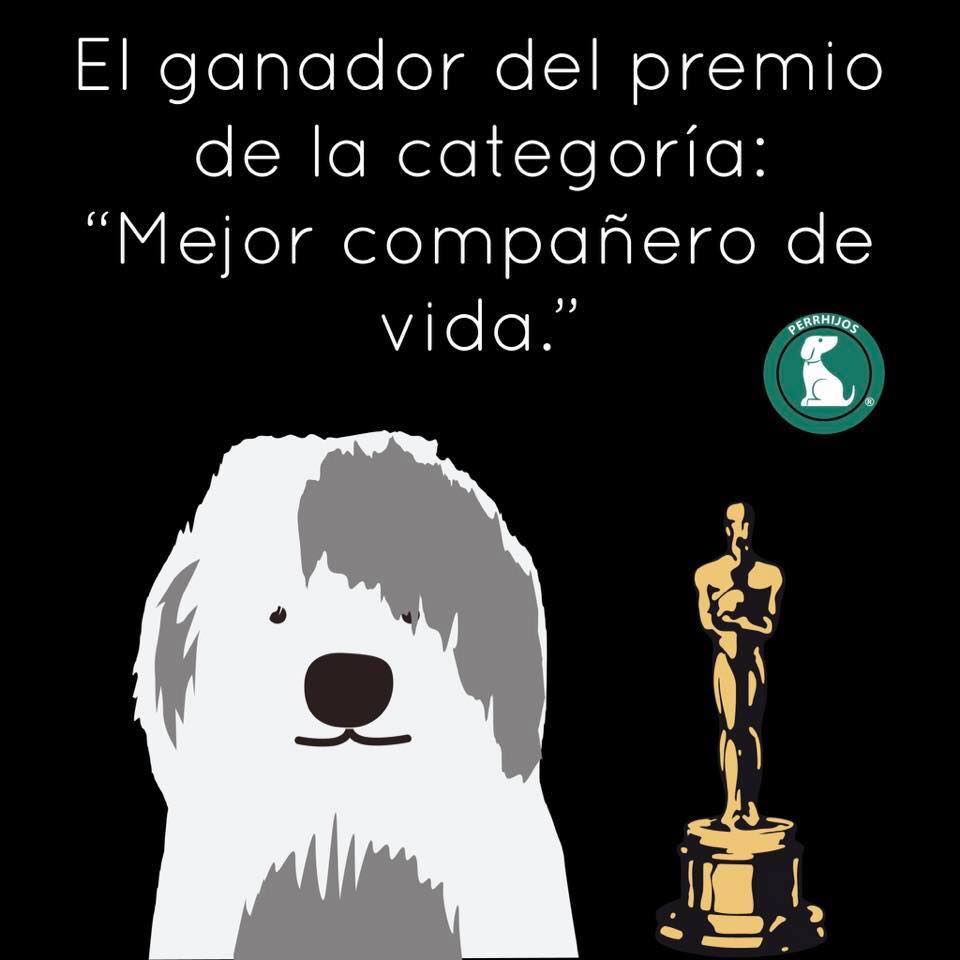 El ganador del premio
de la categoría:
“Mejor compañero de
vida.”
PERRHIJOS
®